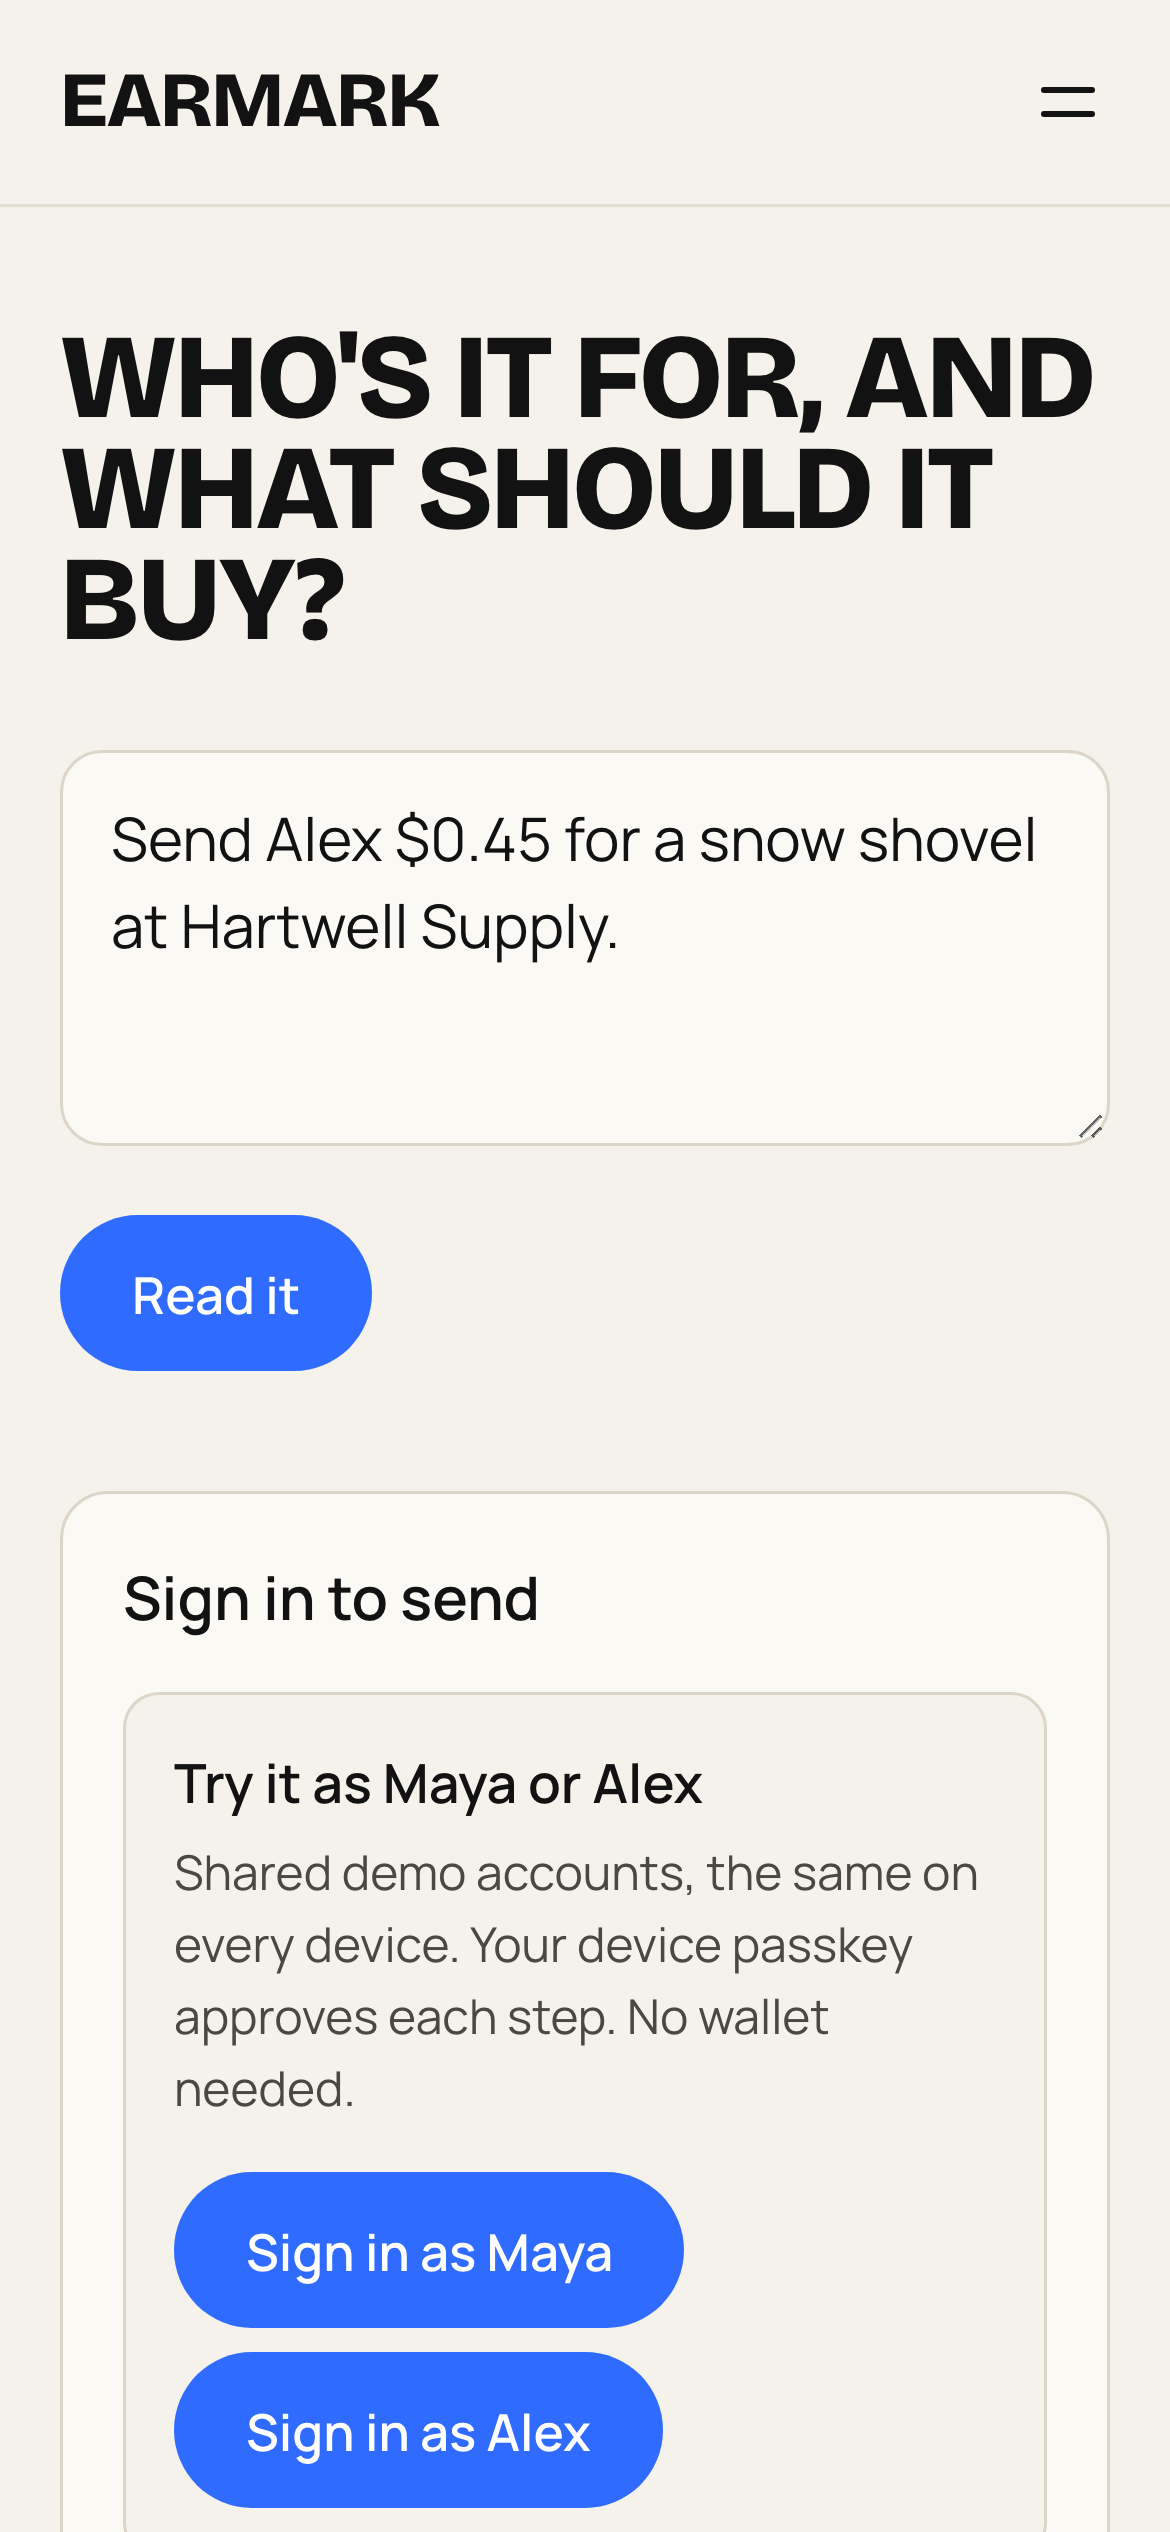 EARMARK
WHO'S IT FOR, AND
WHAT SHOULD IT
BUY?
Send Alex $0.45 for a snow shovel
at Hartwell Supply.
Read it
Sign in to send
Try it as Maya or Alex
Shared demo accounts, the same on
every device. Your device passkey
approves each step. No wallet
needed.
Sign in as Maya
Sign in as Alex